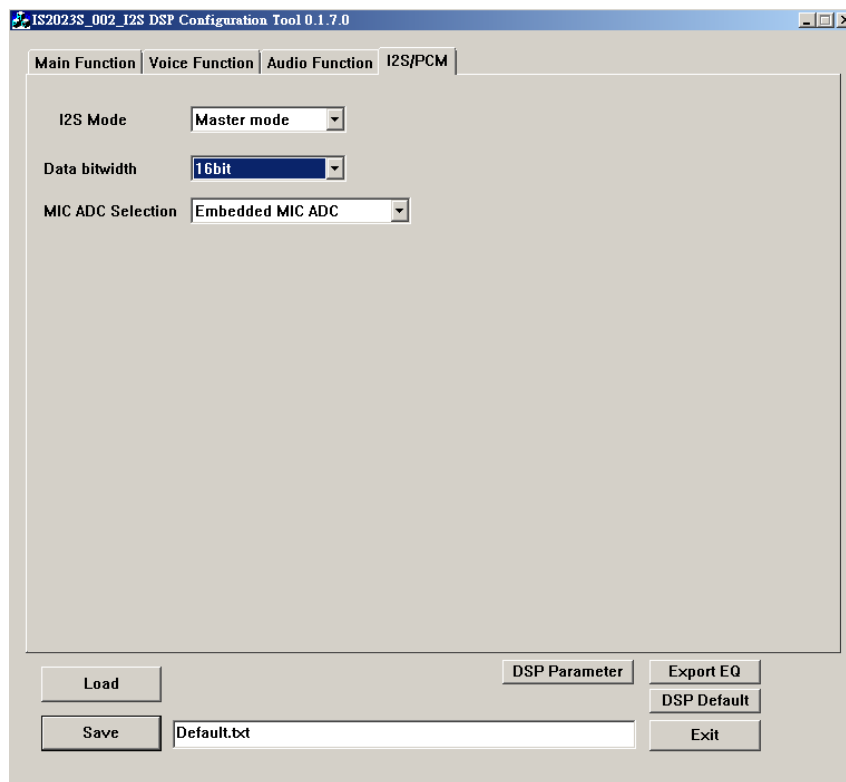 IS2023S_002_I2S DSP Configuration Tool 0.1.7.0
Main Function Voice Function Audio Function I2S/PCM
I2S Mode Master mode
Data bitwidth 16bit
MIC ADC Selection Embedded MIC ADC
DSP Parameter Export EQ
Load
DSP Default
Save Default.txt Exit